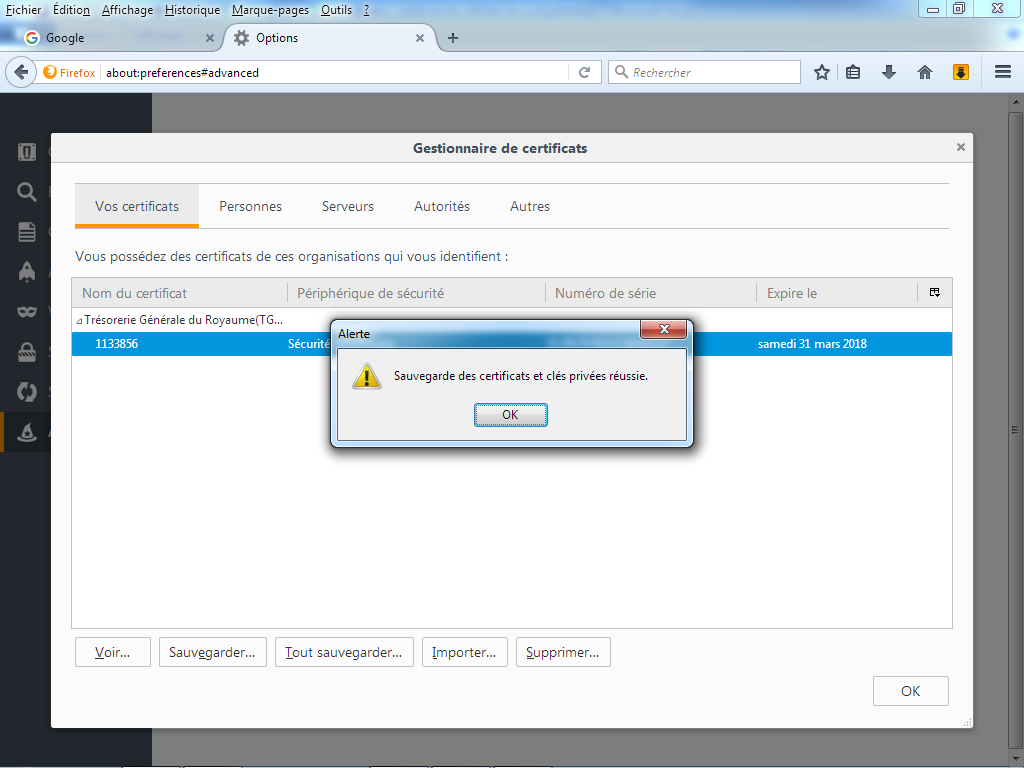 Fichier Édition Affichage Historique Marque-pages Outils ?
Google Options
Firefox about:preferences#advanced Rechercher
Gestionnaire de certificats
Vos certificats Personnes Serveurs Autorités Autres
Vous possédez des certificats de ces organisations qui vous identifient :
Nom du certificat Périphérique de sécurité Numéro de série Expire le
Trésorerie Générale du Royaume(TG...
1133856 Sécurité samedi 31 mars 2018
Alerte
Sauvegarde des certificats et clés privées réussie.
OK
Voir... Sauvegarder... Tout sauvegarder... Importer... Supprimer...
OK